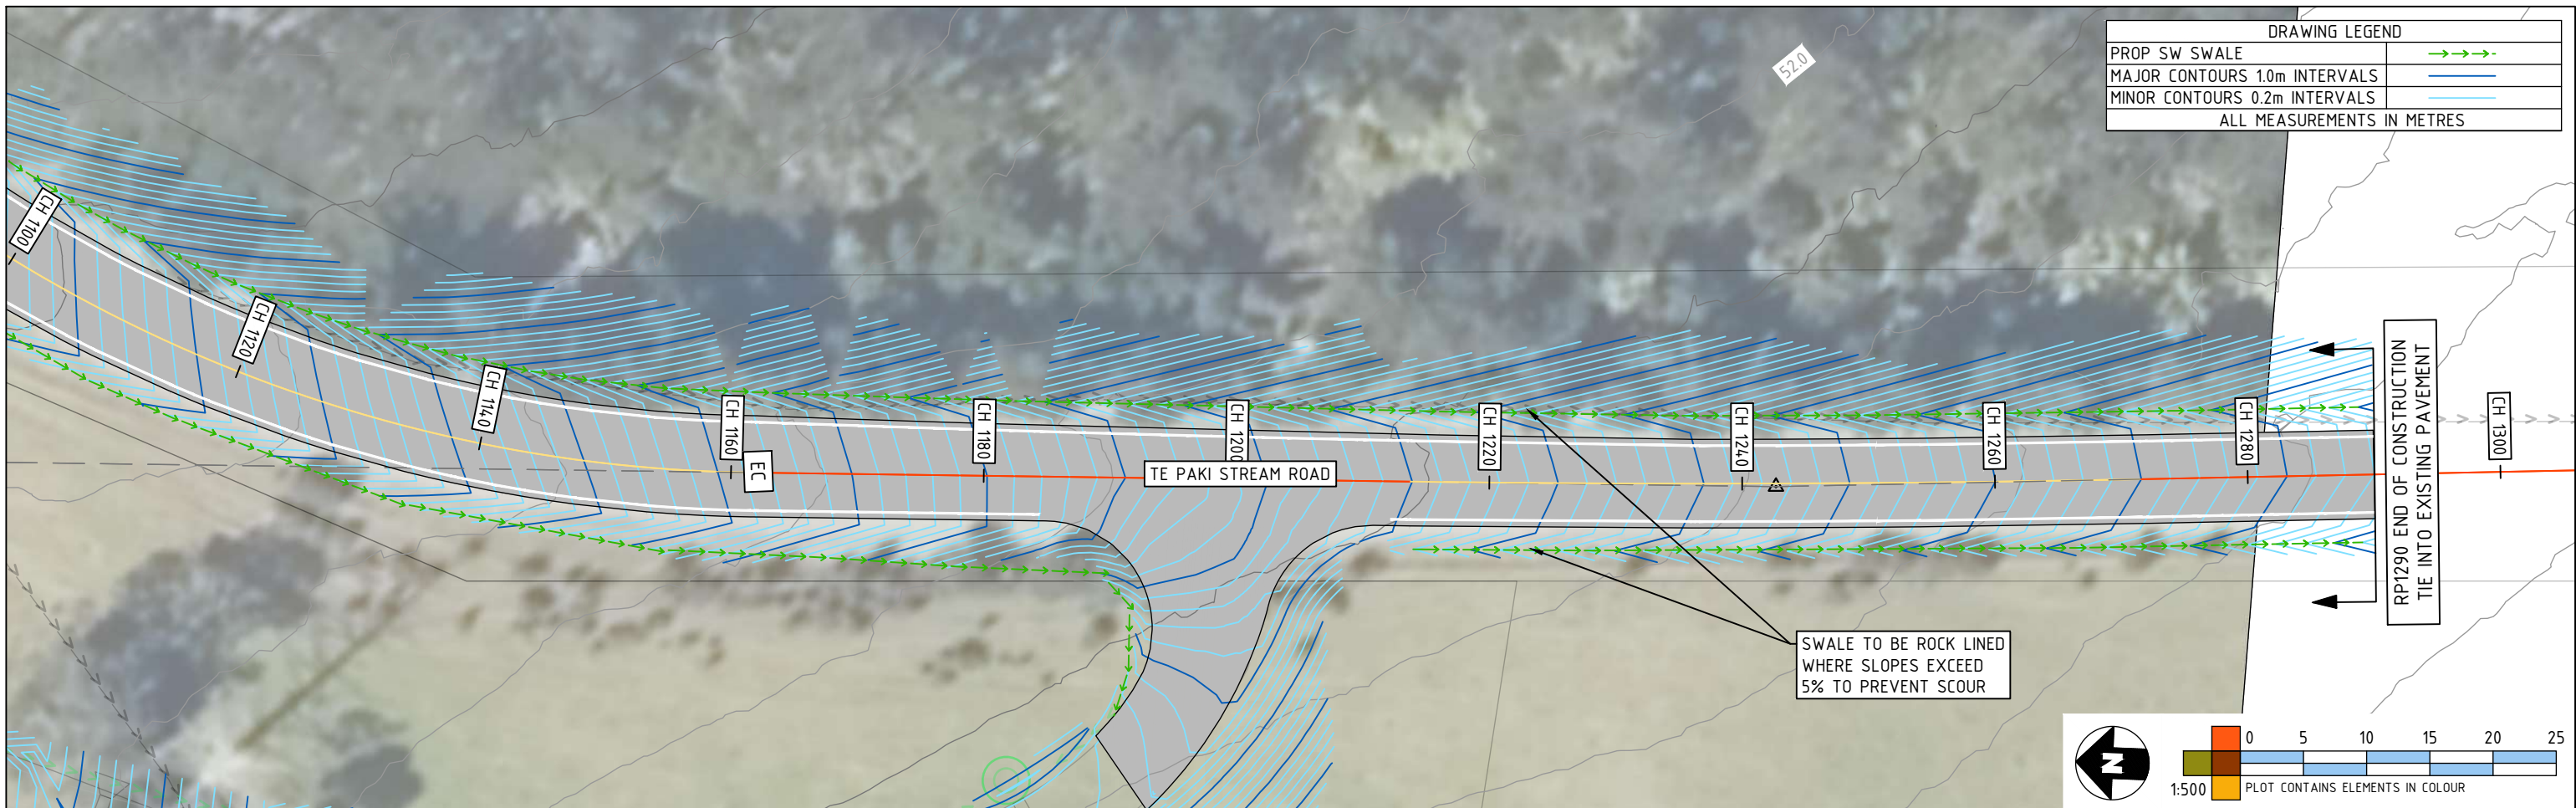 DRAWING LEGEND
PROP SW SWALE
MAJOR CONTOURS 1.0m INTERVALS
MINOR CONTOURS 0.2m INTERVALS
ALL MEASUREMENTS IN METRES
52.0
CH 1100
CH 1120
CH 1140
CH 1160
EC
CH 1180
CH 1200
TE PAKI STREAM ROAD
CH 1220
CH 1240
CH 1260
CH 1280
RP1290 END OF CONSTRUCTION
TIE INTO EXISTING PAVEMENT
CH 1300
SWALE TO BE ROCK LINED
WHERE SLOPES EXCEED
5% TO PREVENT SCOUR
N
0 5 10 15 20 25
1:500 PLOT CONTAINS ELEMENTS IN COLOUR